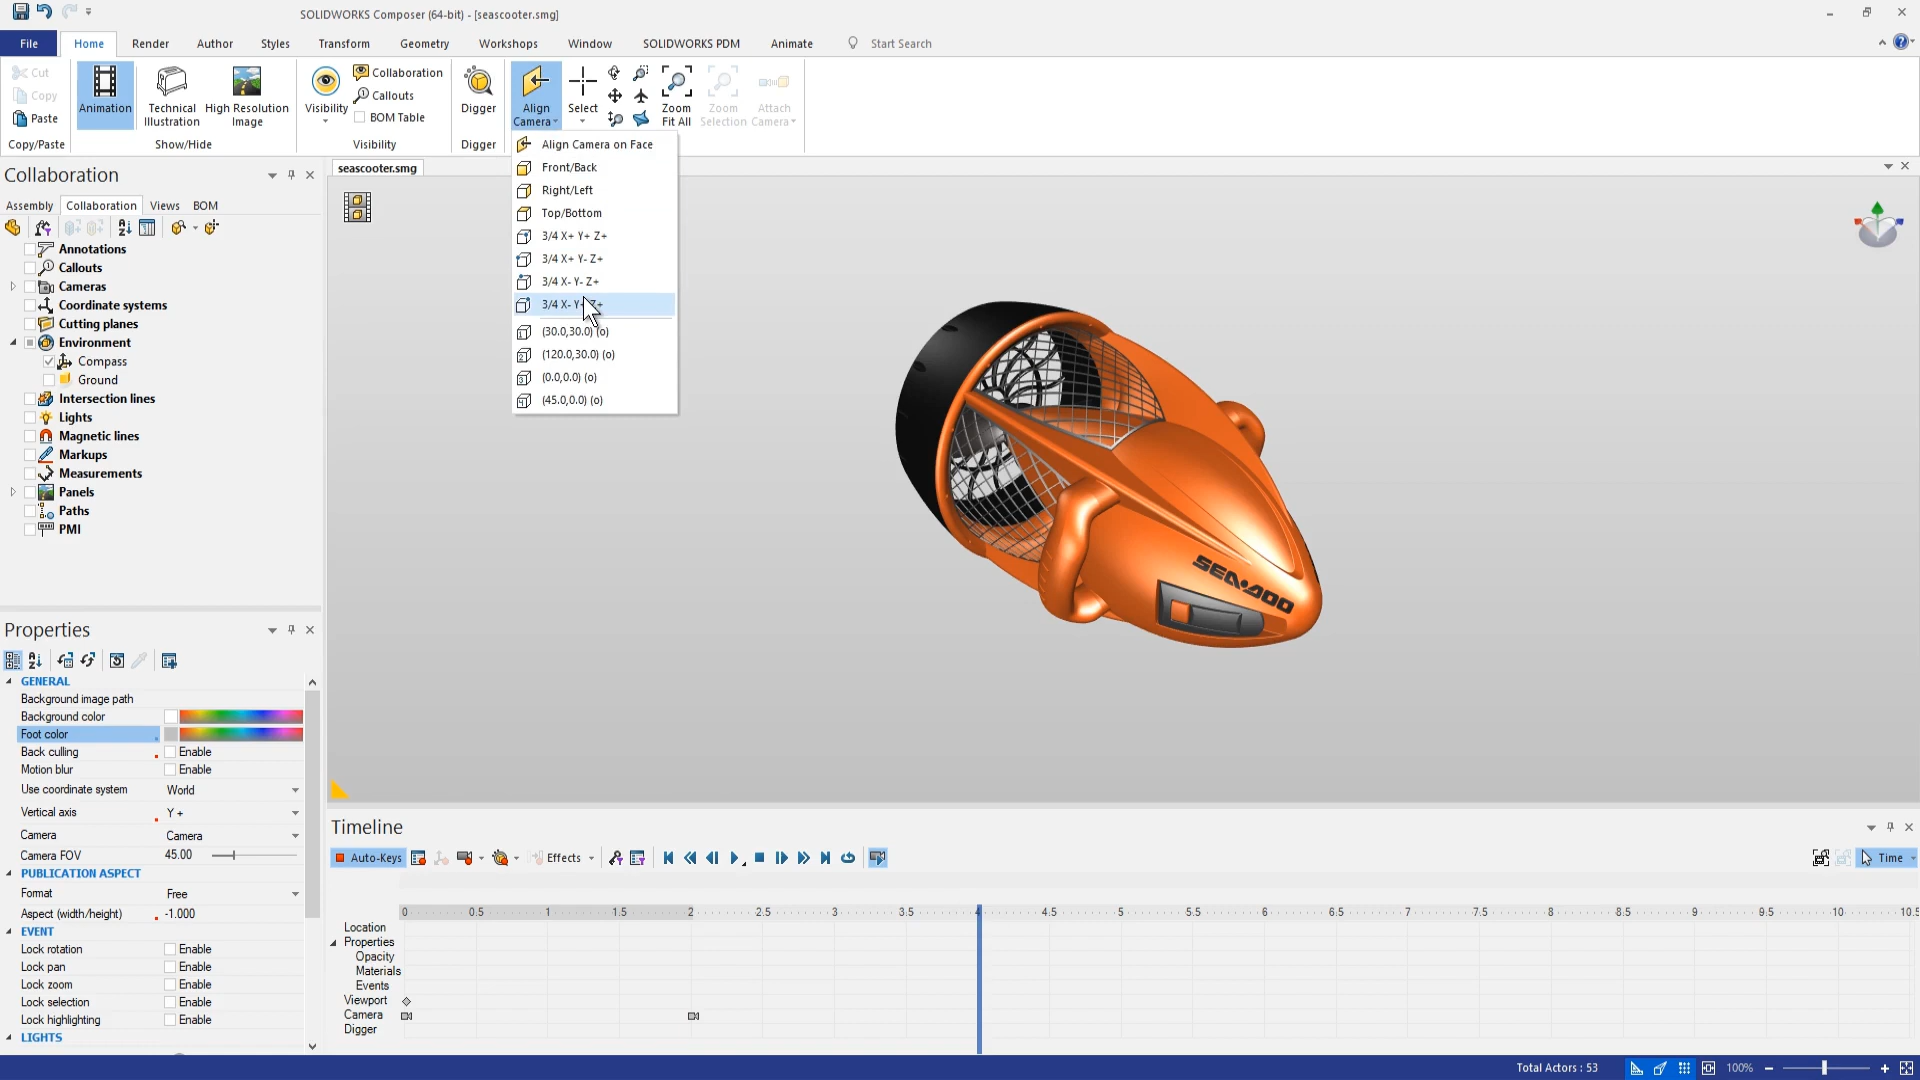 SOLIDWORKS Composer (64-bit) - [seascooter.smg]
File Home Render Author Styles Transform Geometry Workshops Window SOLIDWORKS PDM Animate Start Search
Cut
Copy
Paste
Copy/Paste
Animation
Technical Illustration
High Resolution Image
Show/Hide
Visibility
Collaboration
Callouts
BOM Table
Visibility
Digger
Digger
Align Camera
Select
Zoom Fit All
Zoom Selection
Attach Camera
Align Camera on Face
Front/Back
Right/Left
Top/Bottom
3/4 X+ Y+ Z+
3/4 X+ Y- Z+
3/4 X- Y- Z+
3/4 X- Y+ Z+
(30.0,30.0) (o)
(120.0,30.0) (o)
(0.0,0.0) (o)
(45.0,0.0) (o)
Collaboration
Assembly Collaboration Views BOM
Annotations
Callouts
Cameras
Coordinate systems
Cutting planes
Environment
Compass
Ground
Intersection lines
Lights
Magnetic lines
Markups
Measurements
Panels
Paths
PMI
seascooter.smg
SEA-DOO
Properties
GENERAL
Background image path
Background color
Foot color
Back culling Enable
Motion blur Enable
Use coordinate system World
Vertical axis Y +
Camera Camera
Camera FOV 45.00
PUBLICATION ASPECT
Format Free
Aspect (width/height) -1.000
EVENT
Lock rotation Enable
Lock pan Enable
Lock zoom Enable
Lock selection Enable
Lock highlighting Enable
LIGHTS
Timeline
Auto-Keys Effects Time
0 0.5 1 1.5 2 2.5 3 3.5 4 4.5 5 5.5 6 6.5 7 7.5 8 8.5 9 9.5 10 10.5
Location
Properties
Opacity
Materials
Events
Viewport
Camera
Digger
Total Actors : 53 100%